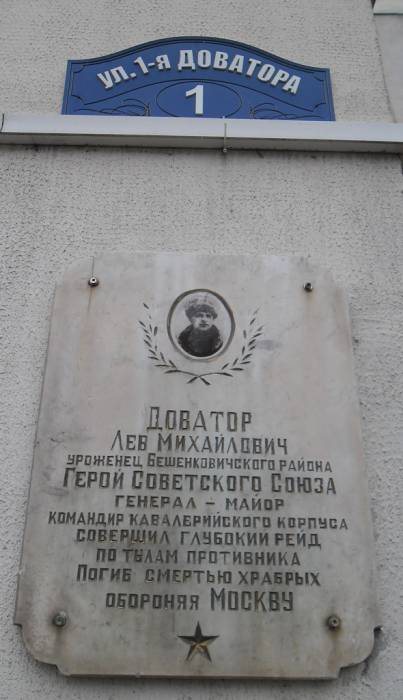 ул. 1-я ДОВАТОРА
1
ДОВАТОР
ЛЕВ МИХАЙЛОВИЧ
УРОЖЕНЕЦ БЕШЕНКОВИЧСКОГО РАЙОНА
ГЕРОЙ СОВЕТСКОГО СОЮЗА
ГЕНЕРАЛ - МАЙОР
КОМАНДИР КАВАЛЕРИЙСКОГО КОРПУСА
СОВЕРШИЛ ГЛУБОКИЙ РЕЙД
ПО ТЫЛАМ ПРОТИВНИКА
ПОГИБ СМЕРТЬЮ ХРАБРЫХ
ОБОРОНЯЯ МОСКВУ